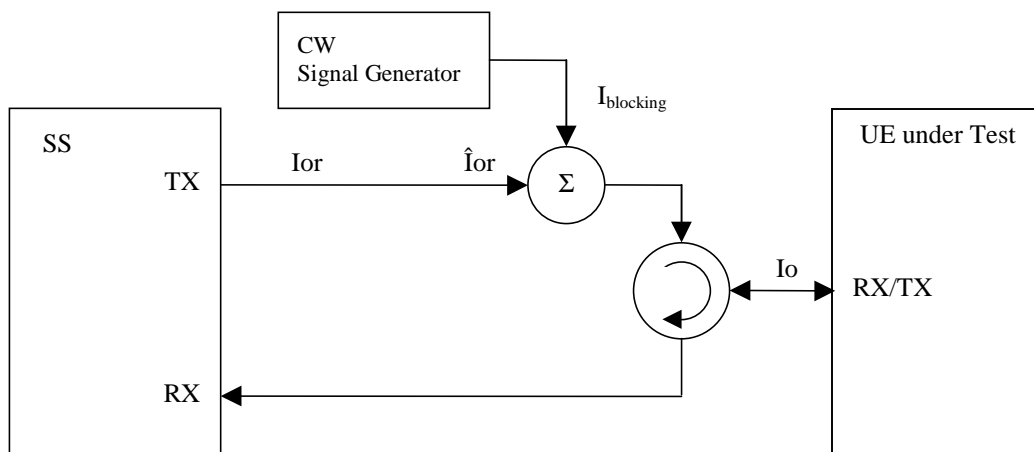 CW
Signal Generator
Iblocking
SS
UE under Test
TX
Ior
Îor
Σ
Io
RX/TX
RX